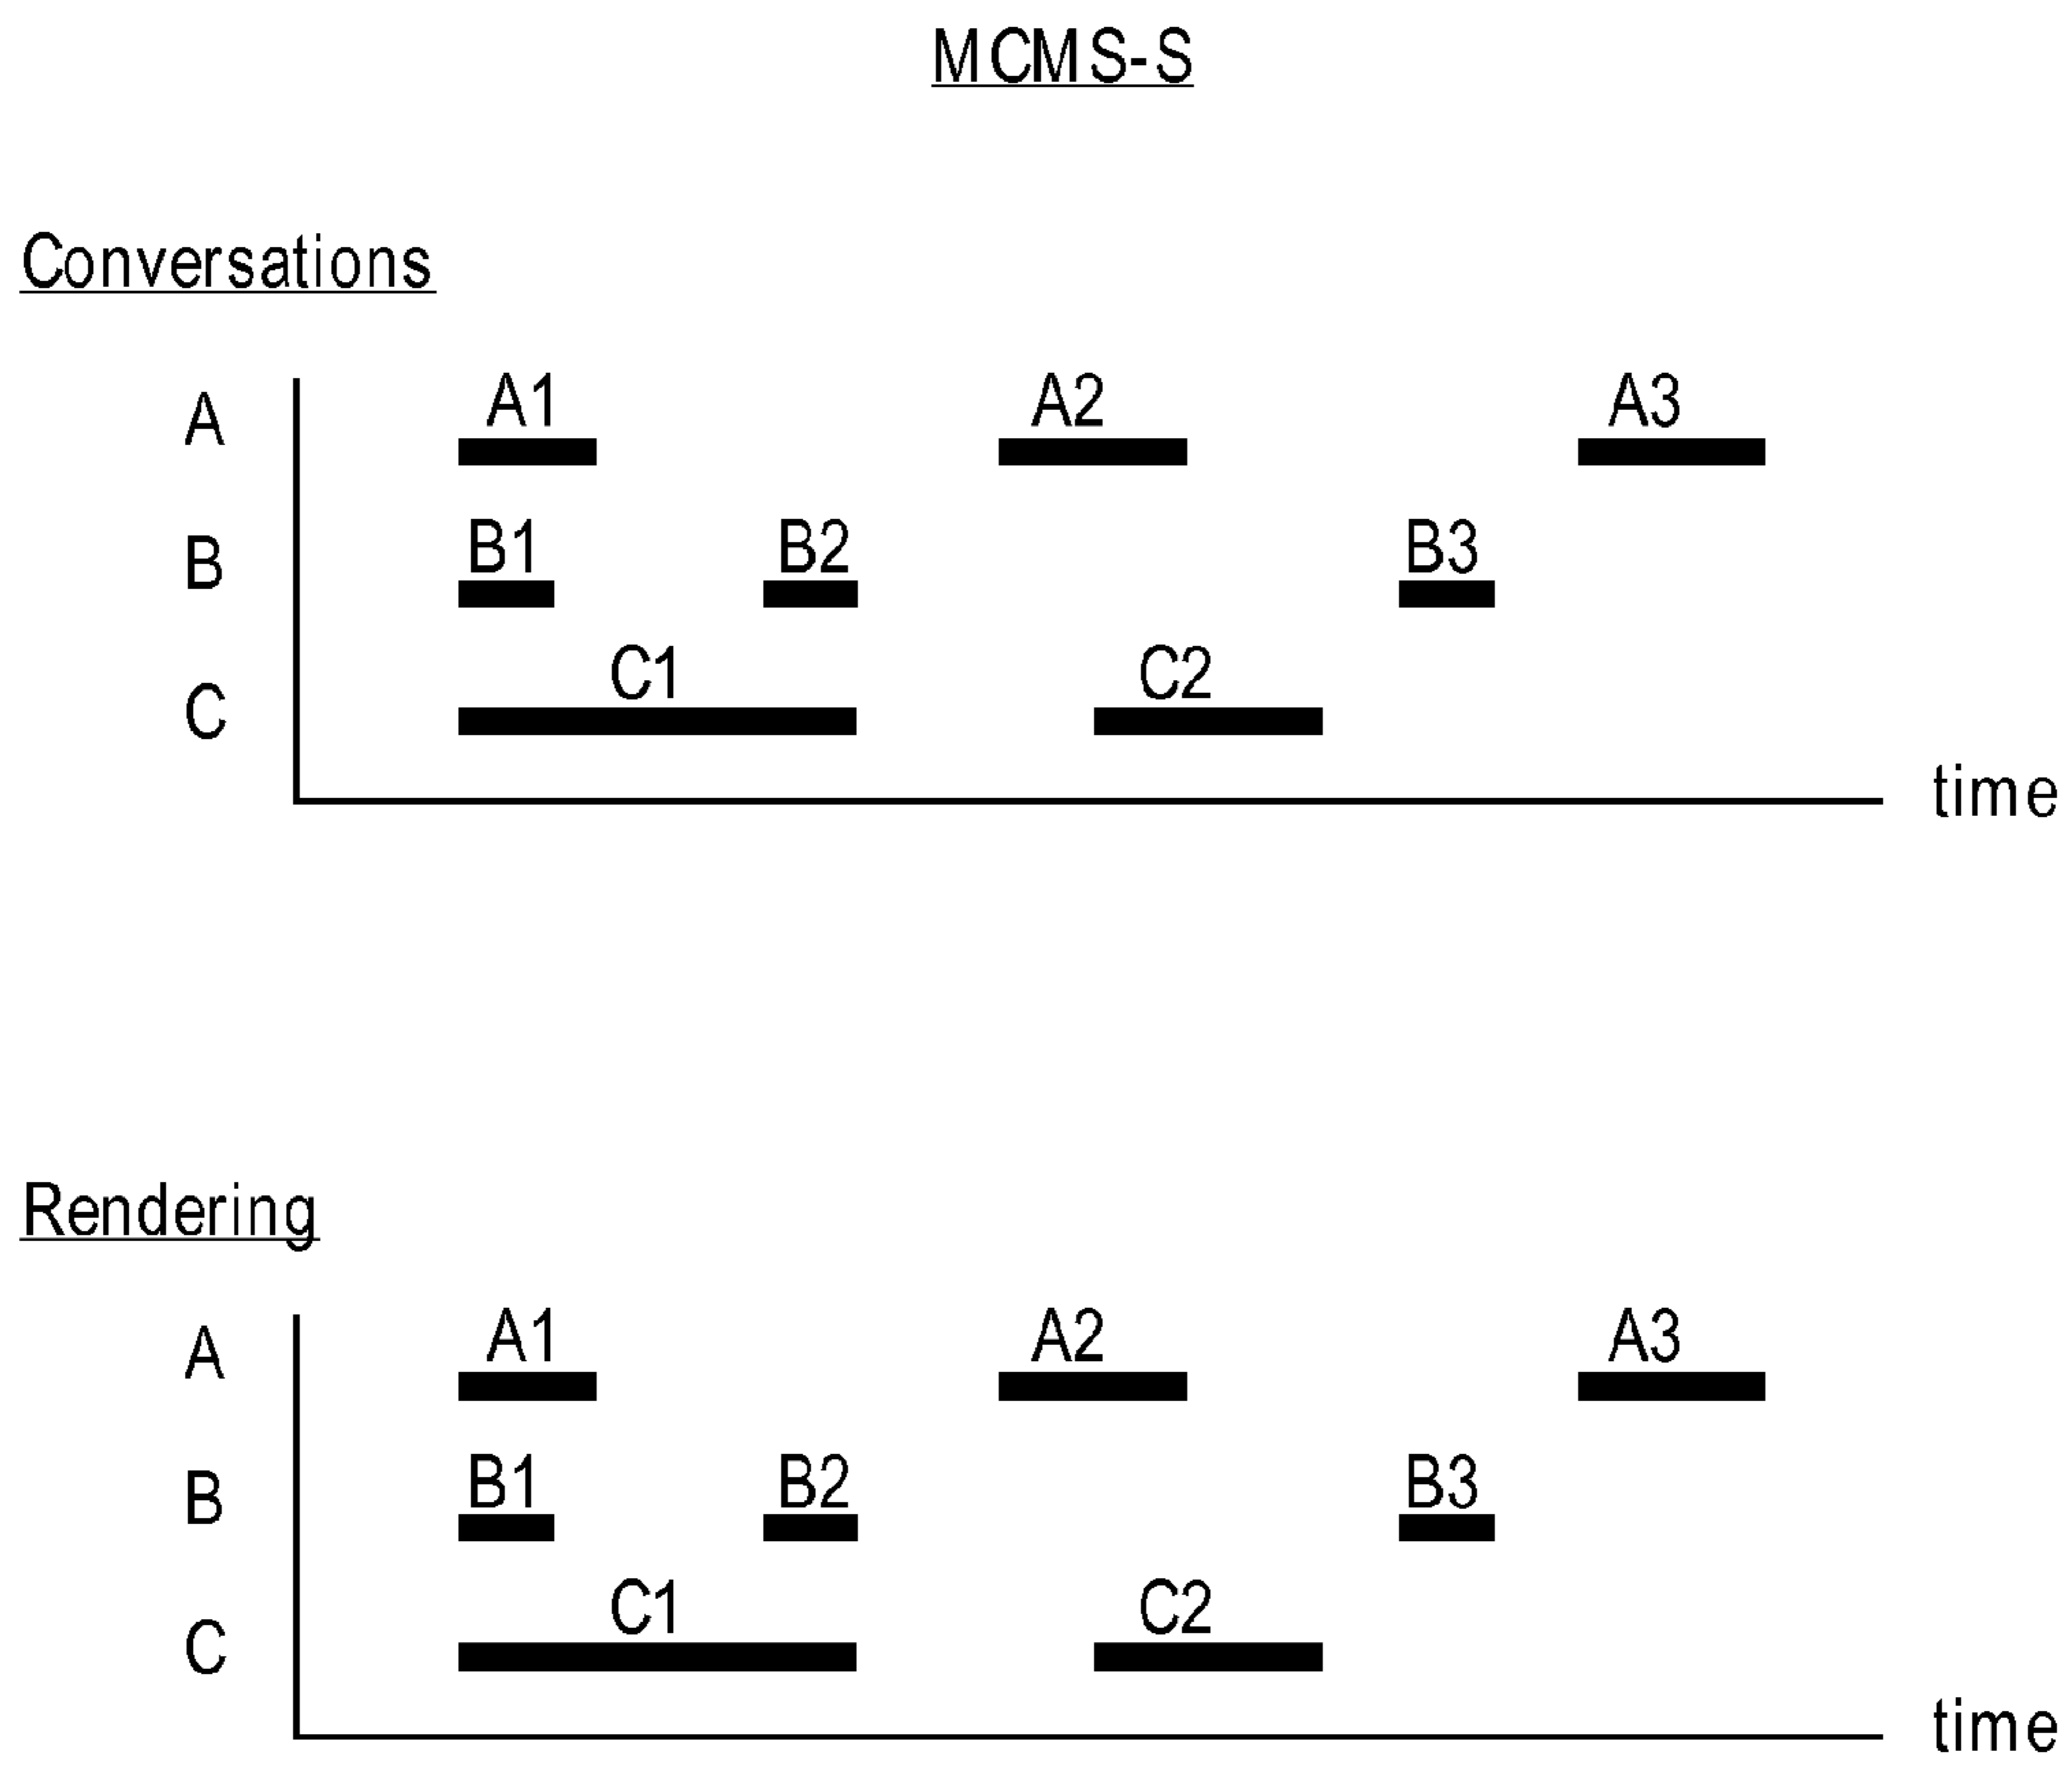 MCMS-S
Conversations
A A1 A2 A3
B B1 B2 B3
C C1 C2
time
Rendering
A A1 A2 A3
B B1 B2 B3
C C1 C2
time